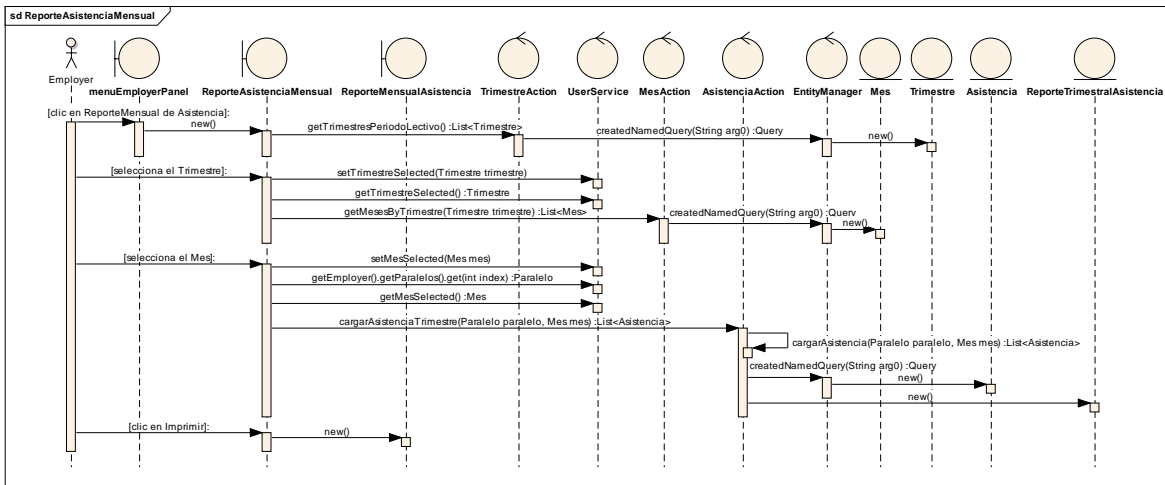 sd ReporteAsistenciaMensual
Employer
menuEmployerPanel
ReporteAsistenciaMensual
ReporteMensualAsistencia
TrimestreAction
UserService
MesAction
AsistenciaAction
EntityManager
Mes
Trimestre
Asistencia
ReporteTrimestralAsistencia
[clic en ReporteMensual de Asistencia]:
new()
getTrimestresPeriodoLectivo() :List<Trimestre>
createdNamedQuery(String arg0) :Query
new()
[selecciona el Trimestre]:
setTrimestreSelected(Trimestre trimestre)
getTrimestreSelected() :Trimestre
getMesesByTrimestre(Trimestre trimestre) :List<Mes>
createdNamedQuery(String arg0) :Query
new()
[selecciona el Mes]:
setMesSelected(Mes mes)
getEmployer().getParalelos().get(int index) :Paralelo
getMesSelected() :Mes
cargarAsistenciaTrimestre(Paralelo paralelo, Mes mes) :List<Asistencia>
cargarAsistencia(Paralelo paralelo, Mes mes) :List<Asistencia>
createdNamedQuery(String arg0) :Query
new()
new()
[clic en Imprimir]:
new()